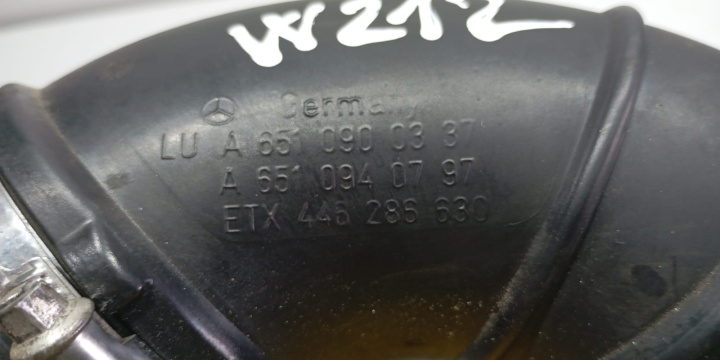 W212
Germany
LU A 651 090 03 37
A 651 094 07 97
ETX 446 286 630